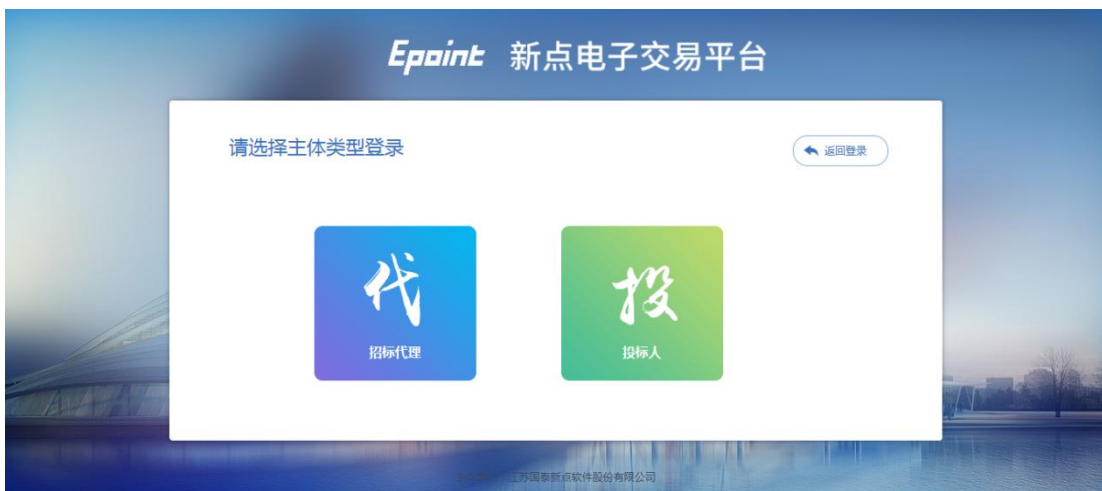 Epoint 新点电子交易平台
请选择主体类型登录
返回登录
代
招标代理
投
投标人
江苏国泰新点软件股份有限公司